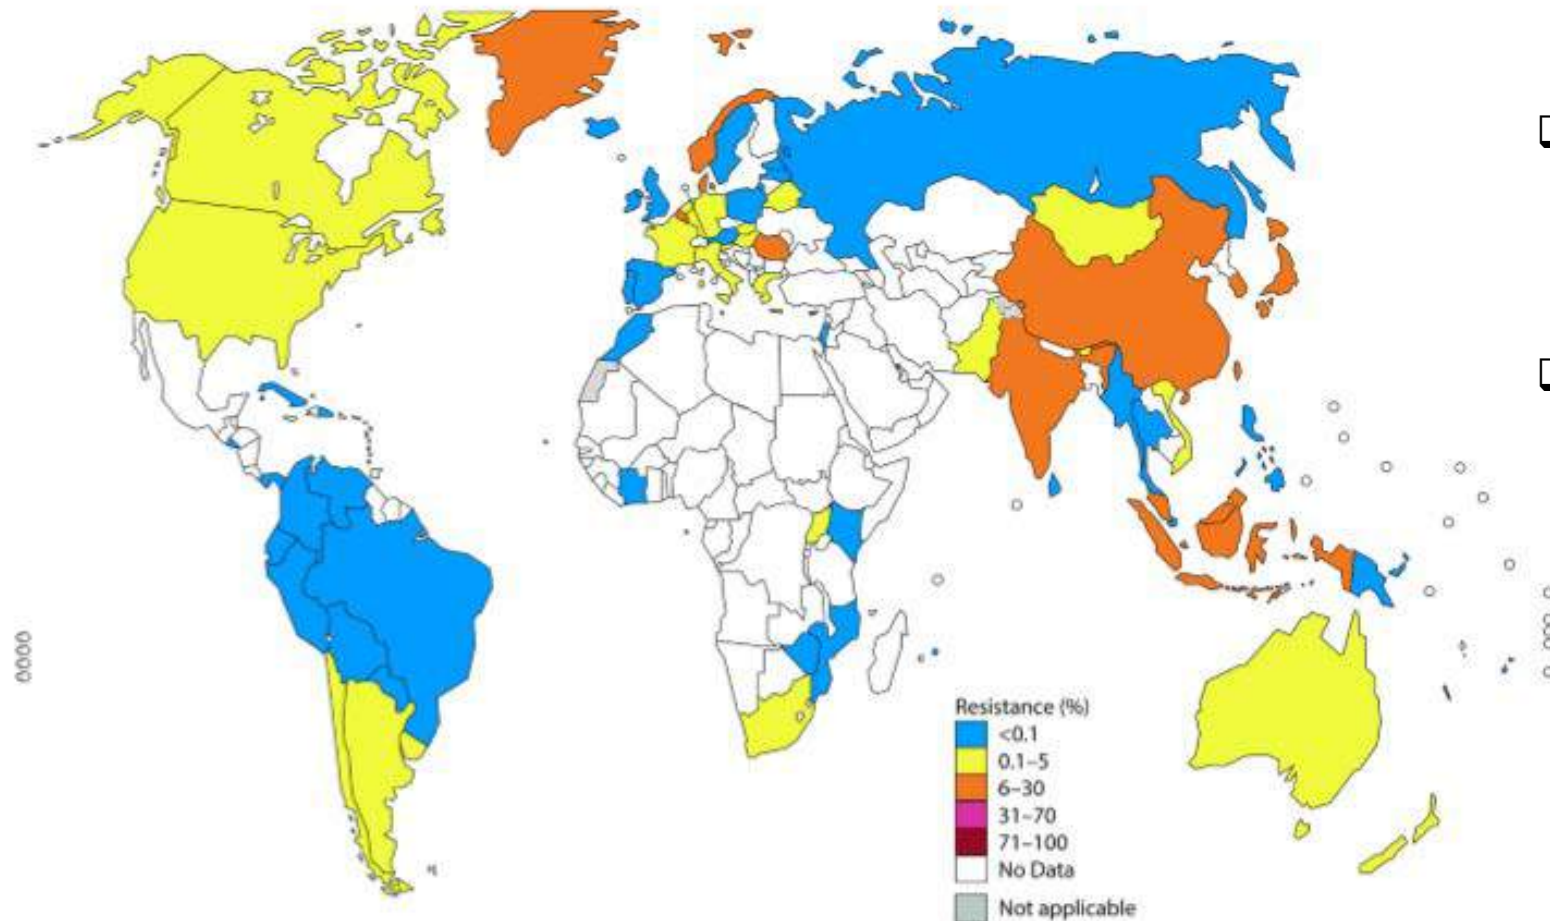 Resistance (%)
<0.1
0.1–5
6–30
31–70
71–100
No Data
Not applicable